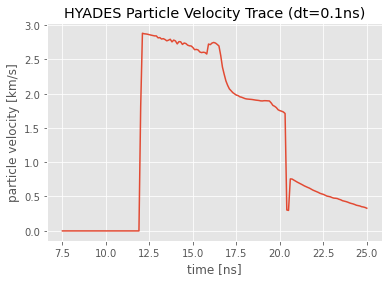 HYADES Particle Velocity Trace (dt=0.1ns)
particle velocity [km/s]
3.0
2.5
2.0
1.5
1.0
0.5
0.0
7.5 10.0 12.5 15.0 17.5 20.0 22.5 25.0
time [ns]